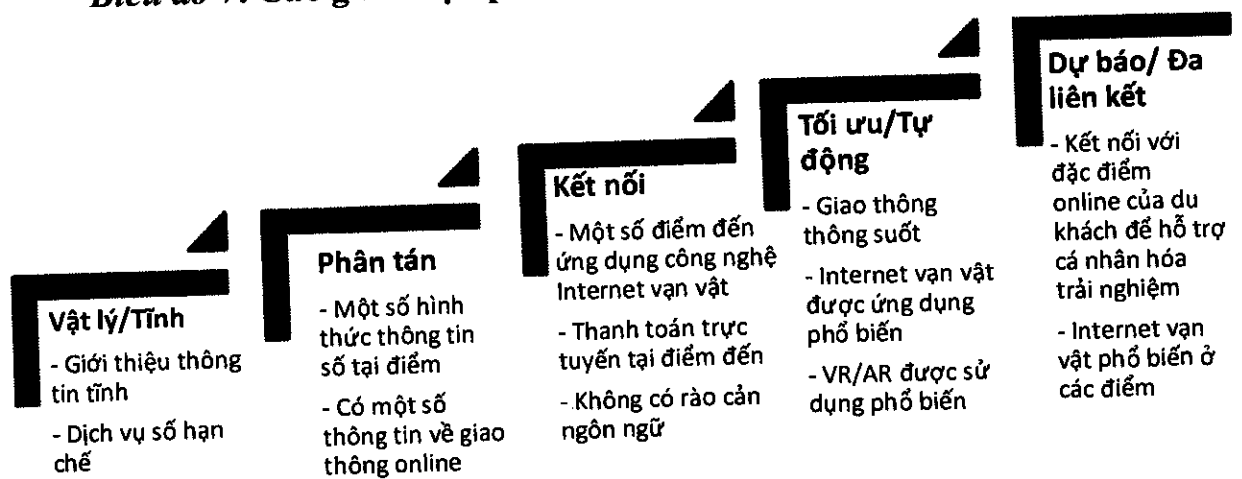 Vật lý/Tĩnh
- Giới thiệu thông
tin tĩnh
- Dịch vụ số hạn
chế
Phân tán
- Một số hình
thức thông tin
số tại điểm
- Có một số
thông tin về giao
thông online
Kết nối
- Một số điểm đến
ứng dụng công nghệ
Internet vạn vật
- Thanh toán trực
tuyến tại điểm đến
- Không có rào cản
ngôn ngữ
Tối ưu/Tự
động
- Giao thông
thông suốt
- Internet vạn vật
được ứng dụng
phổ biến
- VR/AR được sử
dụng phổ biến
Dự báo/ Đa
liên kết
- Kết nối với
đặc điểm
online của du
khách để hỗ trợ
cá nhân hóa
trải nghiệm
- Internet vạn
vật phổ biến ở
các điểm